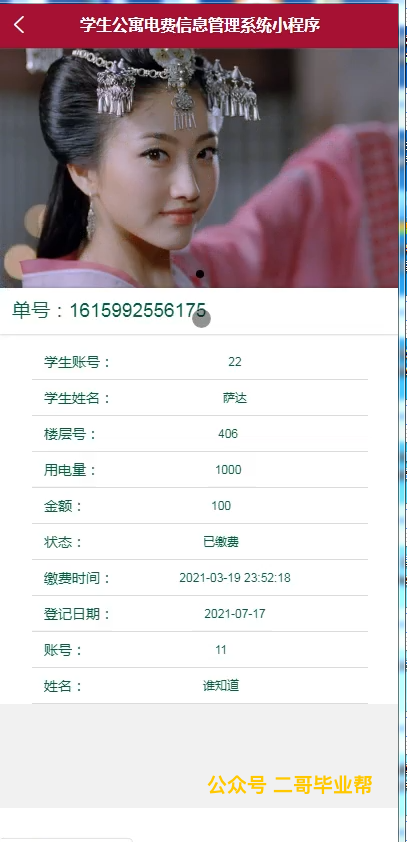 学生公寓电费信息管理系统小程序
单号：1615992556175
学生账号： 22
学生姓名： 萨达
楼层号： 406
用电量： 1000
金额： 100
状态： 已缴费
缴费时间： 2021-03-19 23:52:18
登记日期： 2021-07-17
账号： 11
姓名： 谁知道
公众号 二哥毕业帮